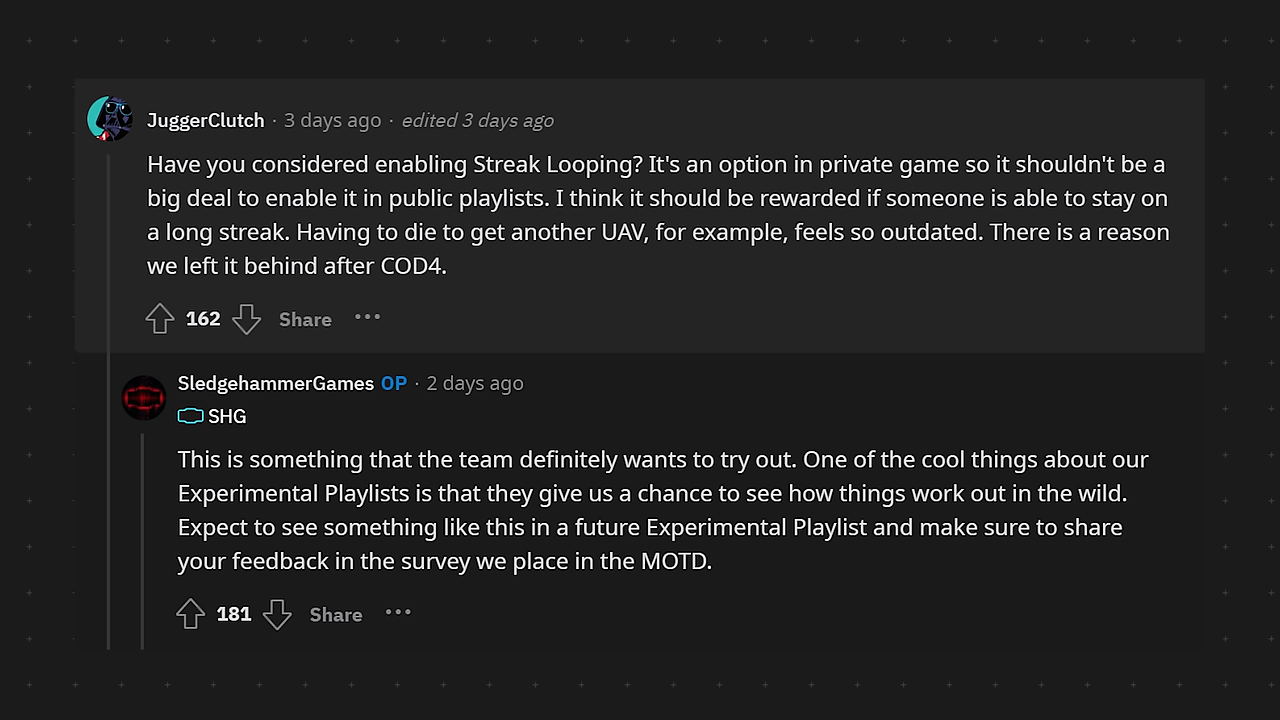 JuggerClutch · 3 days ago · edited 3 days ago
Have you considered enabling Streak Looping? It's an option in private game so it shouldn't be a
big deal to enable it in public playlists. I think it should be rewarded if someone is able to stay on
a long streak. Having to die to get another UAV, for example, feels so outdated. There is a reason
we left it behind after COD4.
162 Share ···
SledgehammerGames OP · 2 days ago
SHG
This is something that the team definitely wants to try out. One of the cool things about our
Experimental Playlists is that they give us a chance to see how things work out in the wild.
Expect to see something like this in a future Experimental Playlist and make sure to share
your feedback in the survey we place in the MOTD.
181 Share ···